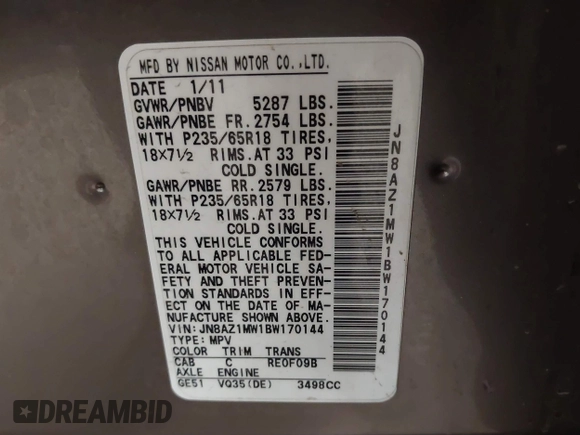 MFD BY NISSAN MOTOR CO.,LTD.
DATE 1/11
GVWR/PNBV 5287 LBS.
GAWR/PNBE FR. 2754 LBS.
WITH P235/65R18 TIRES,
18X7½ RIMS.AT 33 PSI
COLD SINGLE.
GAWR/PNBE RR. 2579 LBS.
WITH P235/65R18 TIRES,
18X7½ RIMS.AT 33 PSI
COLD SINGLE.
THIS VEHICLE CONFORMS
TO ALL APPLICABLE FED-
ERAL MOTOR VEHICLE SA-
FETY AND THEFT PREVEN-
TION STANDARDS IN EFF-
ECT ON THE DATE OF MA-
NUFACTURE SHOWN ABOVE.
VIN: JN8AZ1MW1BW170144
TYPE: MPV
COLOR TRIM TRANS
CAB C RE0F09B
AXLE ENGINE
GE51 VQ35(DE) 3498CC
JN8AZ1MW1BW170144
DREAMBID